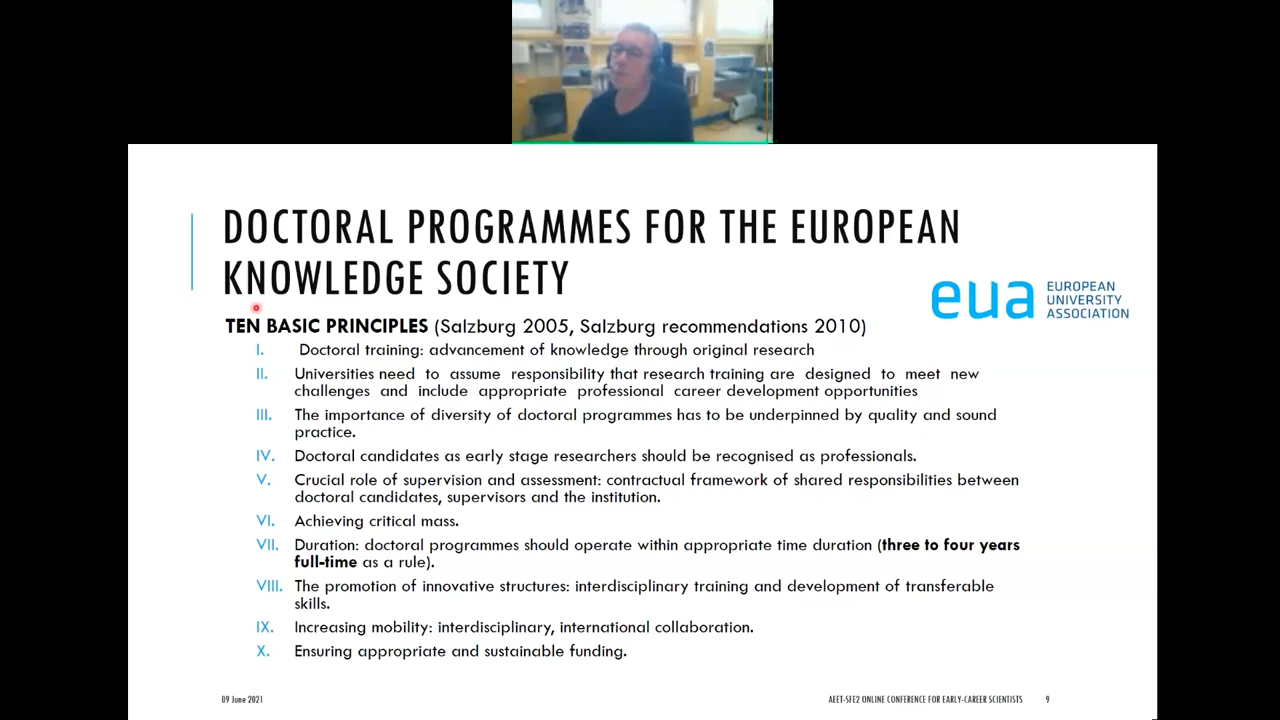 DOCTORAL PROGRAMMES FOR THE EUROPEAN
KNOWLEDGE SOCIETY
eua EUROPEAN
UNIVERSITY
ASSOCIATION
TEN BASIC PRINCIPLES (Salzburg 2005, Salzburg recommendations 2010)
I. Doctoral training: advancement of knowledge through original research
II. Universities need to assume responsibility that research training are designed to meet new
challenges and include appropriate professional career development opportunities
III. The importance of diversity of doctoral programmes has to be underpinned by quality and sound
practice.
IV. Doctoral candidates as early stage researchers should be recognised as professionals.
V. Crucial role of supervision and assessment: contractual framework of shared responsibilities between
doctoral candidates, supervisors and the institution.
VI. Achieving critical mass.
VII. Duration: doctoral programmes should operate within appropriate time duration (three to four years
full-time as a rule).
VIII. The promotion of innovative structures: interdisciplinary training and development of transferable
skills.
IX. Increasing mobility: interdisciplinary, international collaboration.
X. Ensuring appropriate and sustainable funding.
09 June 2021
AEET-SFE2 ONLINE CONFERENCE FOR EARLY-CAREER SCIENTISTS 9